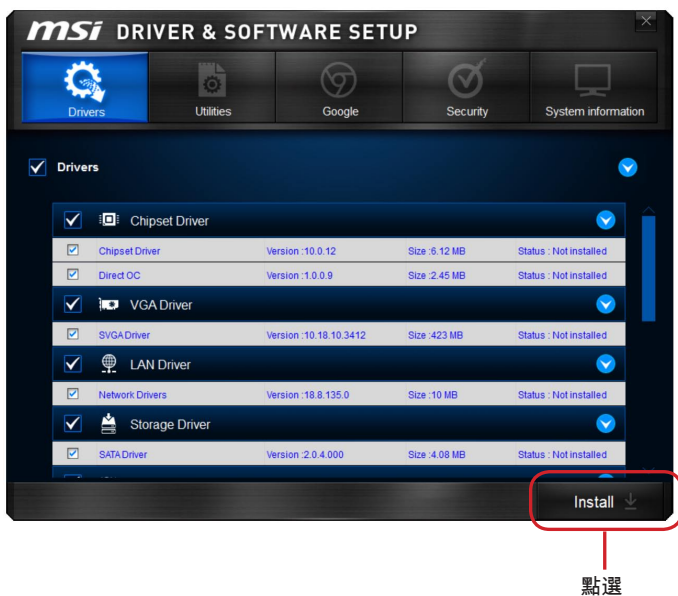 msi DRIVER & SOFTWARE SETUP
Drivers Utilities Google Security System information
Drivers
Chipset Driver
Chipset Driver Version :10.0.12 Size :6.12 MB Status : Not installed
Direct OC Version :1.0.0.9 Size :2.45 MB Status : Not installed
VGA Driver
SVGA Driver Version :10.18.10.3412 Size :423 MB Status : Not installed
LAN Driver
Network Drivers Version :18.8.135.0 Size :10 MB Status : Not installed
Storage Driver
SATA Driver Version :2.0.4.000 Size :4.08 MB Status : Not installed
Install
點選